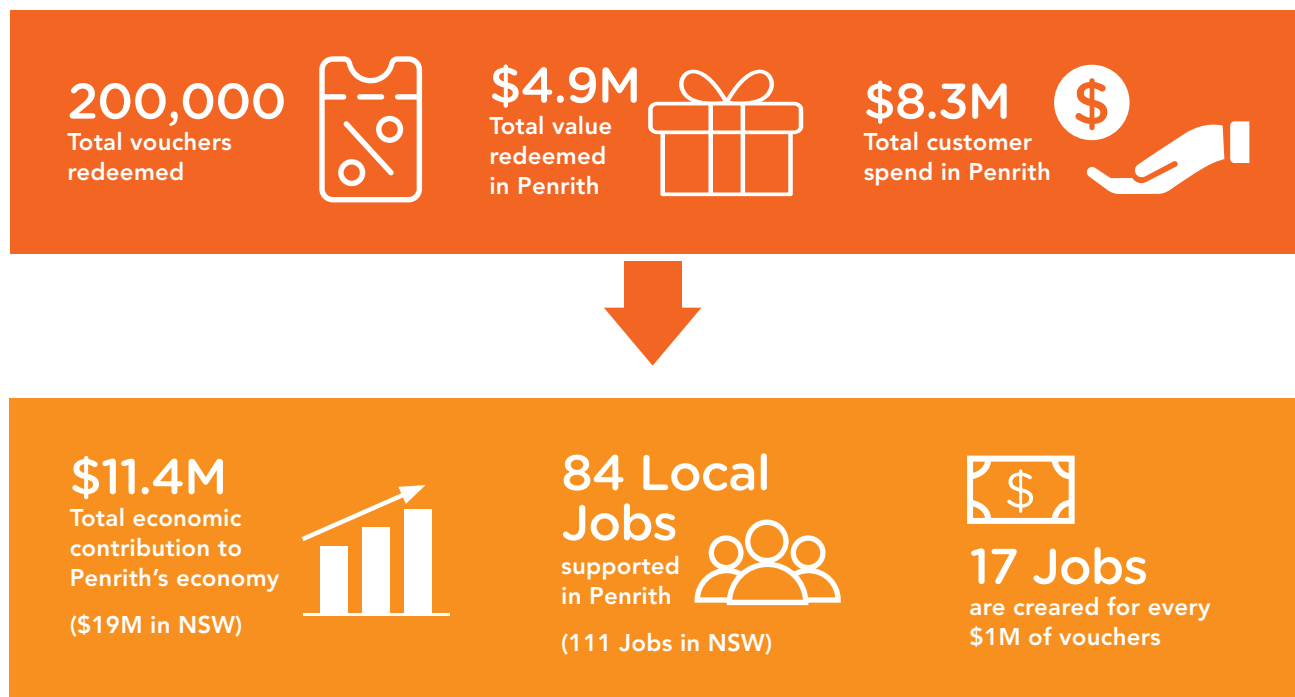 200,000
Total vouchers
redeemed
$4.9M
Total value
redeemed
in Penrith
$8.3M
Total customer
spend in Penrith
$
$11.4M
Total economic
contribution to
Penrith's economy
($19M in NSW)
84 Local
Jobs
supported
in Penrith
(111 Jobs in NSW)
$
17 Jobs
are creared for every
$1M of vouchers